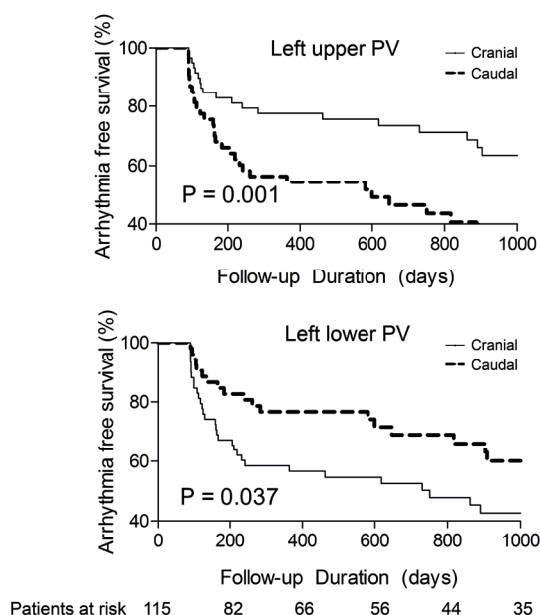 Left upper PV
Cranial
Caudal
Arrhythmia free survival (%)
100
80
60
40
P = 0.001
0 200 400 600 800 1000
Follow-up Duration (days)
Left lower PV
Cranial
Caudal
Arrhythmia free survival (%)
100
80
60
40
P = 0.037
0 200 400 600 800 1000
Follow-up Duration (days)
Patients at risk 115 82 66 56 44 35